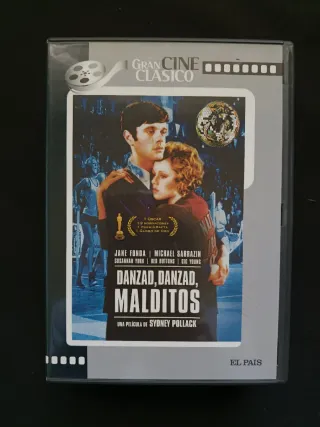 GRAN CINE
CLASICO
JANE FONDA | MICHAEL SARRAZIN
SUSANNAH YORK | RED BUTTONS | GIG YOUNG
DANZAD, DANZAD,
MALDITOS
UNA PELÍCULA DE SYDNEY POLLACK
EL PAÍS